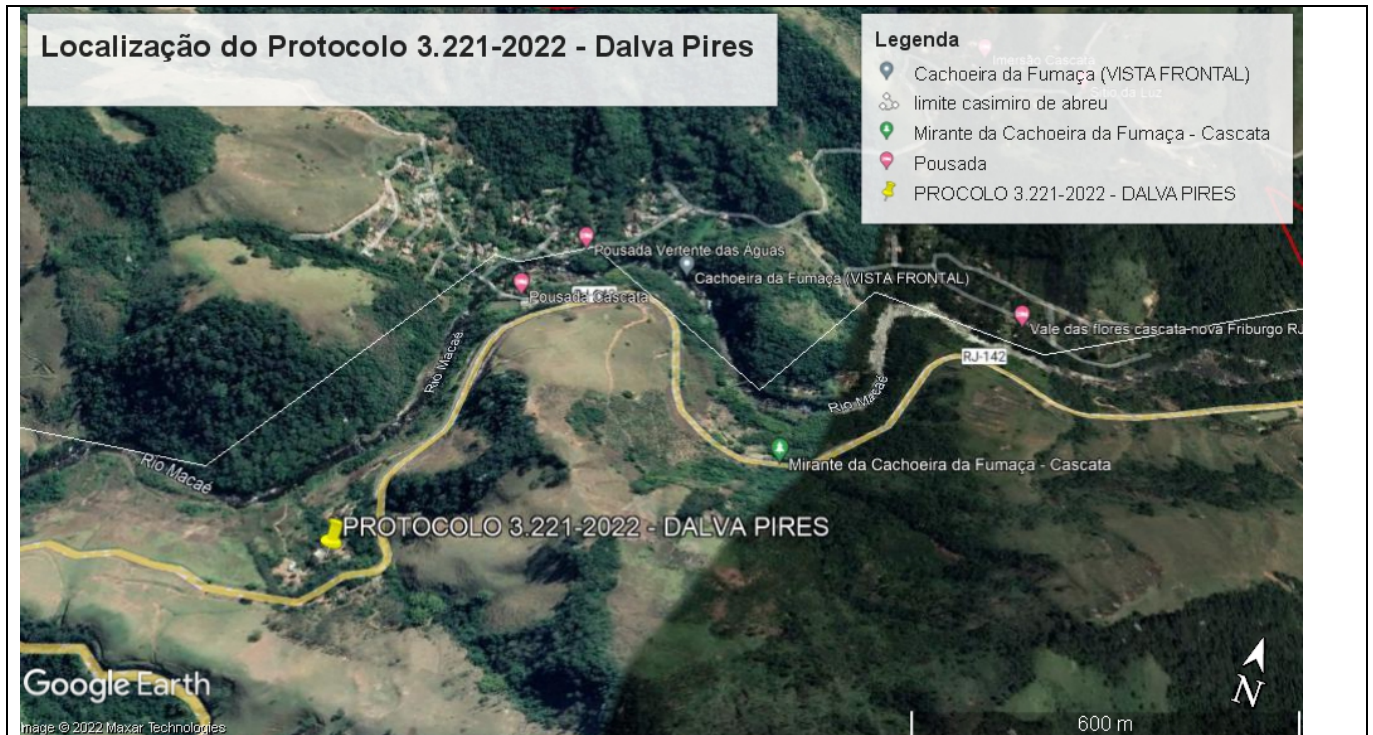 Localização do Protocolo 3.221-2022 - Dalva Pires
Legenda
Cachoeira da Fumaça (VISTA FRONTAL)
limite casimiro de abreu
Mirante da Cachoeira da Fumaça - Cascata
Pousada
PROCOLO 3.221-2022 - DALVA PIRES
Imersão Cascata
Sitio da Luz
Pousada Vertente das Águas
Cachoeira da Fumaça (VISTA FRONTAL)
Pousada Cascata
Vale das flores cascata-nova Friburgo RJ
RJ-142
Rio Macaé
Rio Macaé
Mirante da Cachoeira da Fumaça - Cascata
Rio Macaé
PROTOCOLO 3.221-2022 - DALVA PIRES
Google Earth
N
Image © 2022 Maxar Technologies
600 m